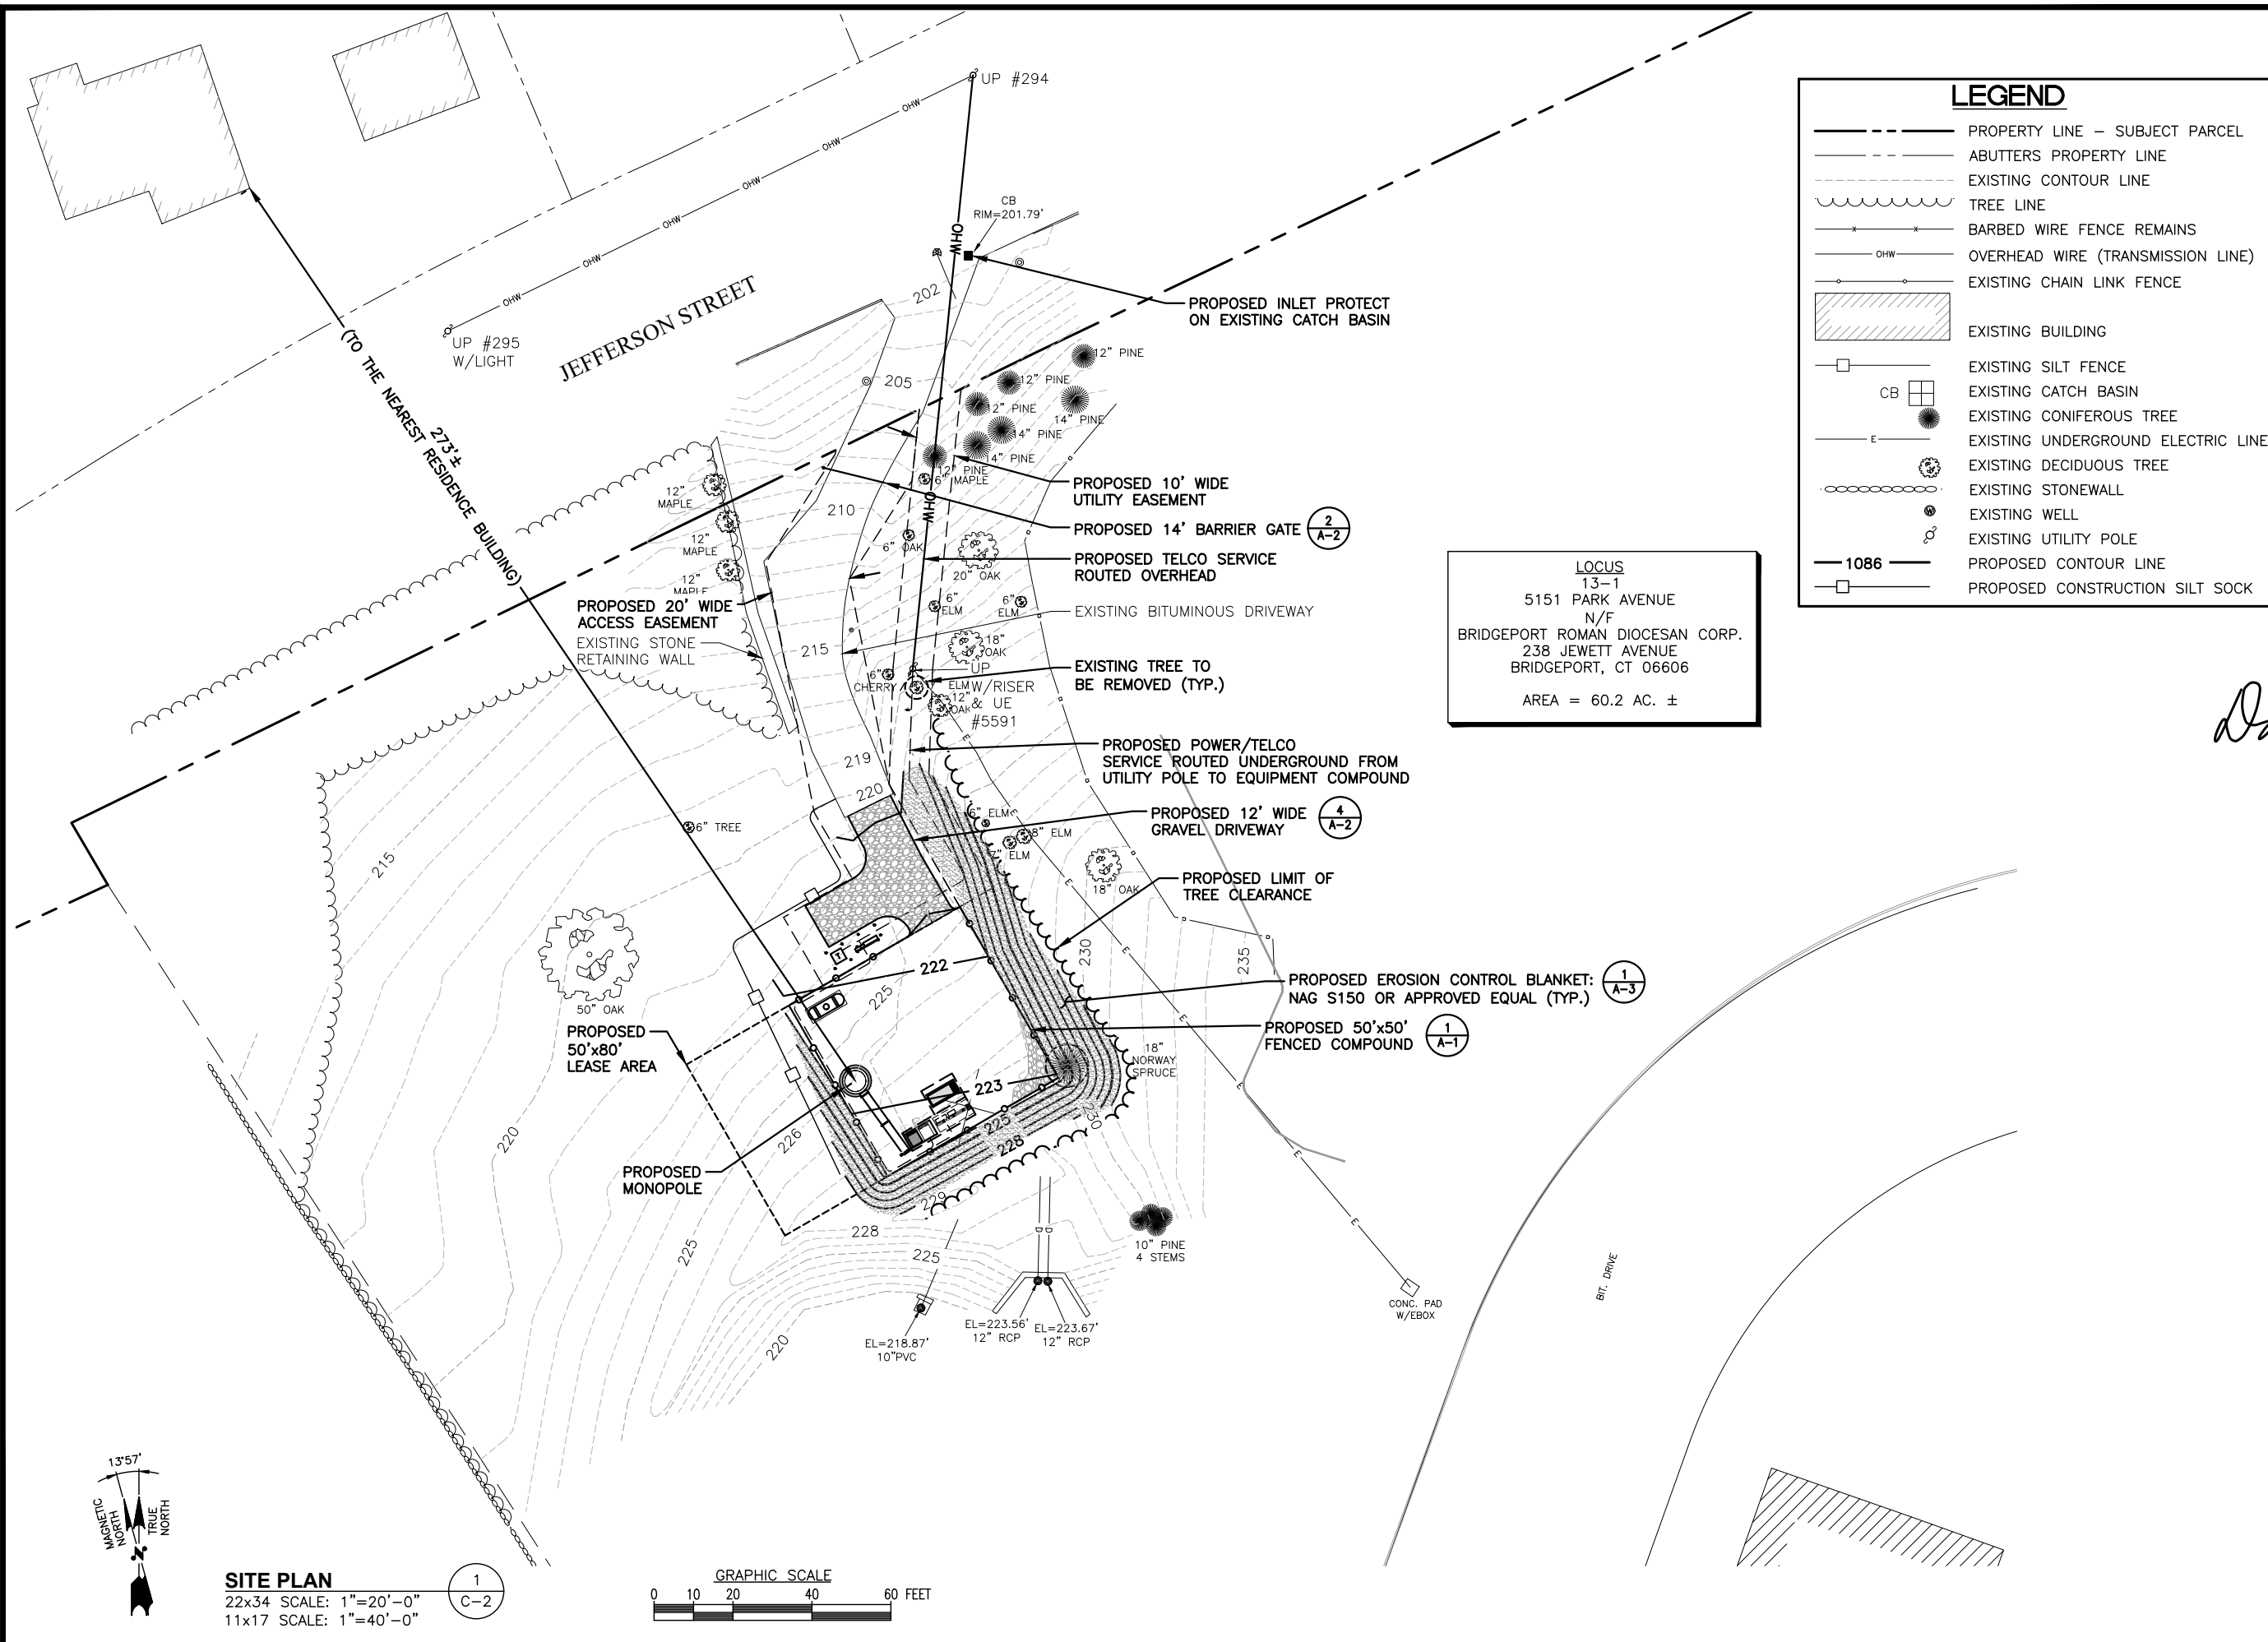 UP #294
OHW
OHW
OHW
OHW
OHW
OHW
UP #295
W/LIGHT
JEFFERSON STREET
CB
RIM=201.79'
OHW
OHW
PROPOSED INLET PROTECT
ON EXISTING CATCH BASIN
273'±
(TO THE NEAREST RESIDENCE BUILDING)
202
205
210
215
219
220
12" PINE
12" PINE
12" PINE
14" PINE
14" PINE
14" PINE
12" PINE
6" MAPLE
12"
MAPLE
12"
MAPLE
12"
MAPLE
6" OAK
20" OAK
6"
ELM
6"
ELM
18"
OAK
6"
CHERRY
ELM
12"
OAK
UP
W/RISER
& UE
#5591
PROPOSED 10' WIDE
UTILITY EASEMENT
PROPOSED 14' BARRIER GATE
2
A-2
PROPOSED TELCO SERVICE
ROUTED OVERHEAD
EXISTING BITUMINOUS DRIVEWAY
EXISTING TREE TO
BE REMOVED (TYP.)
PROPOSED 20' WIDE
ACCESS EASEMENT
EXISTING STONE
RETAINING WALL
PROPOSED POWER/TELCO
SERVICE ROUTED UNDERGROUND FROM
UTILITY POLE TO EQUIPMENT COMPOUND
PROPOSED 12' WIDE
GRAVEL DRIVEWAY
4
A-2
6" ELM
8" ELM
7" ELM
18" OAK
PROPOSED LIMIT OF
TREE CLEARANCE
6" TREE
215
50" OAK
T
222
225
230
235
PROPOSED EROSION CONTROL BLANKET:
NAG S150 OR APPROVED EQUAL (TYP.)
1
A-3
PROPOSED 50'x50'
FENCED COMPOUND
1
A-1
PROPOSED
50'x80'
LEASE AREA
18"
NORWAY
SPRUCE
223
225
228
230
226
220
PROPOSED
MONOPOLE
229
228
225
225
220
10" PINE
4 STEMS
D
D
E
E
E
E
E
E
E
E
EL=218.87'
10"PVC
EL=223.56'
12" RCP
EL=223.67'
12" RCP
CONC. PAD
W/EBOX
BIT. DRIVE
LEGEND
PROPERTY LINE – SUBJECT PARCEL
ABUTTERS PROPERTY LINE
EXISTING CONTOUR LINE
TREE LINE
x x BARBED WIRE FENCE REMAINS
OHW OVERHEAD WIRE (TRANSMISSION LINE)
EXISTING CHAIN LINK FENCE
EXISTING BUILDING
EXISTING SILT FENCE
CB EXISTING CATCH BASIN
EXISTING CONIFEROUS TREE
E EXISTING UNDERGROUND ELECTRIC LINE
EXISTING DECIDUOUS TREE
EXISTING STONEWALL
W EXISTING WELL
EXISTING UTILITY POLE
1086 PROPOSED CONTOUR LINE
PROPOSED CONSTRUCTION SILT SOCK
LOCUS
13-1
5151 PARK AVENUE
N/F
BRIDGEPORT ROMAN DIOCESAN CORP.
238 JEWETT AVENUE
BRIDGEPORT, CT 06606
AREA = 60.2 AC. ±
13°57'
MAGNETIC
NORTH
TRUE
NORTH
N
SITE PLAN
22x34 SCALE: 1"=20'-0"
11x17 SCALE: 1"=40'-0"
1
C-2
GRAPHIC SCALE
0 10 20 40 60 FEET